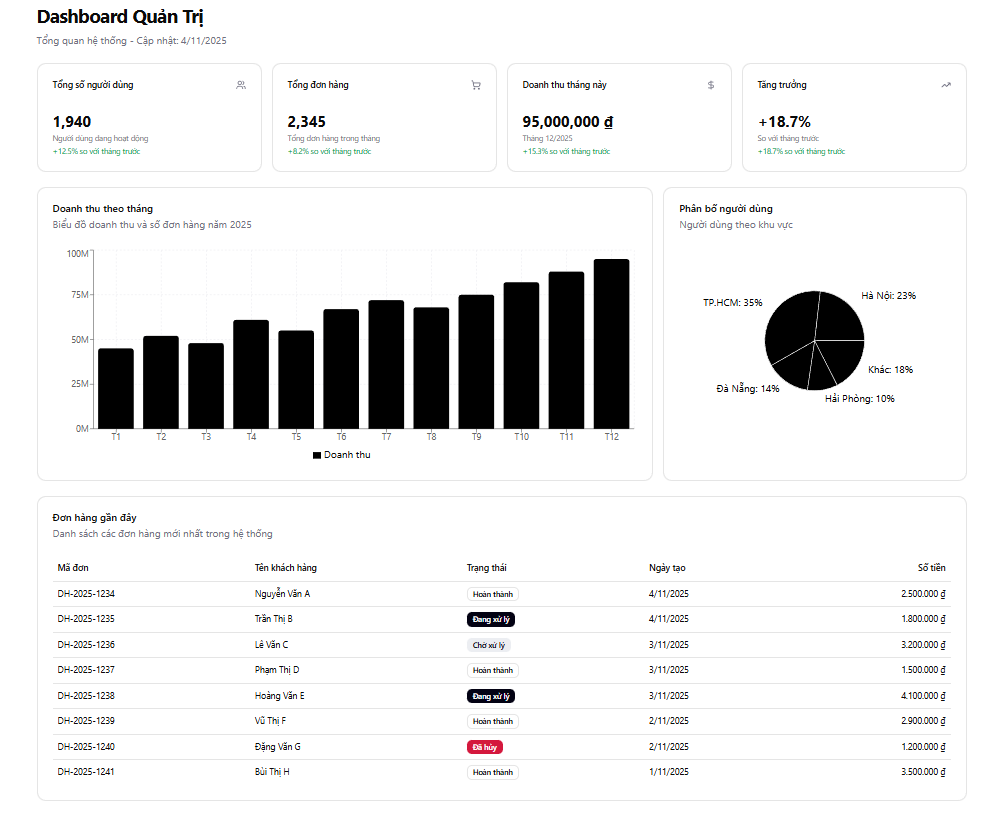 Dashboard Quản Trị
Tổng quan hệ thống - Cập nhật: 4/11/2025
Tổng số người dùng
1,940
Người dùng đang hoạt động
+12.5% so với tháng trước
Tổng đơn hàng
2,345
Tổng đơn hàng trong tháng
+8.2% so với tháng trước
Doanh thu tháng này
$
95,000,000 ₫
Tháng 12/2025
+15.3% so với tháng trước
Tăng trưởng
+18.7%
So với tháng trước
+18.7% so với tháng trước
Doanh thu theo tháng
Biểu đồ doanh thu và số đơn hàng năm 2025
100M
75M
50M
25M
0M
T1 T2 T3 T4 T5 T6 T7 T8 T9 T10 T11 T12
Doanh thu
Phân bố người dùng
Người dùng theo khu vực
TP.HCM: 35%
Hà Nội: 23%
Khác: 18%
Đà Nẵng: 14%
Hải Phòng: 10%
Đơn hàng gần đây
Danh sách các đơn hàng mới nhất trong hệ thống
Mã đơn Tên khách hàng Trạng thái Ngày tạo Số tiền
DH-2025-1234 Nguyễn Văn A Hoàn thành 4/11/2025 2.500.000 ₫
DH-2025-1235 Trần Thị B Đang xử lý 4/11/2025 1.800.000 ₫
DH-2025-1236 Lê Văn C Chờ xử lý 3/11/2025 3.200.000 ₫
DH-2025-1237 Phạm Thị D Hoàn thành 3/11/2025 1.500.000 ₫
DH-2025-1238 Hoàng Văn E Đang xử lý 3/11/2025 4.100.000 ₫
DH-2025-1239 Vũ Thị F Hoàn thành 2/11/2025 2.900.000 ₫
DH-2025-1240 Đặng Văn G Đã hủy 2/11/2025 1.200.000 ₫
DH-2025-1241 Bùi Thị H Hoàn thành 1/11/2025 3.500.000 ₫